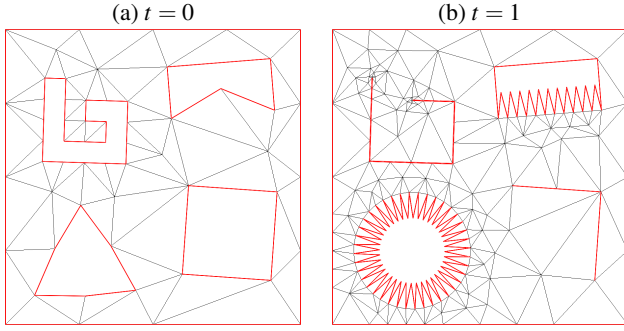 (a) t = 0
(b) t = 1